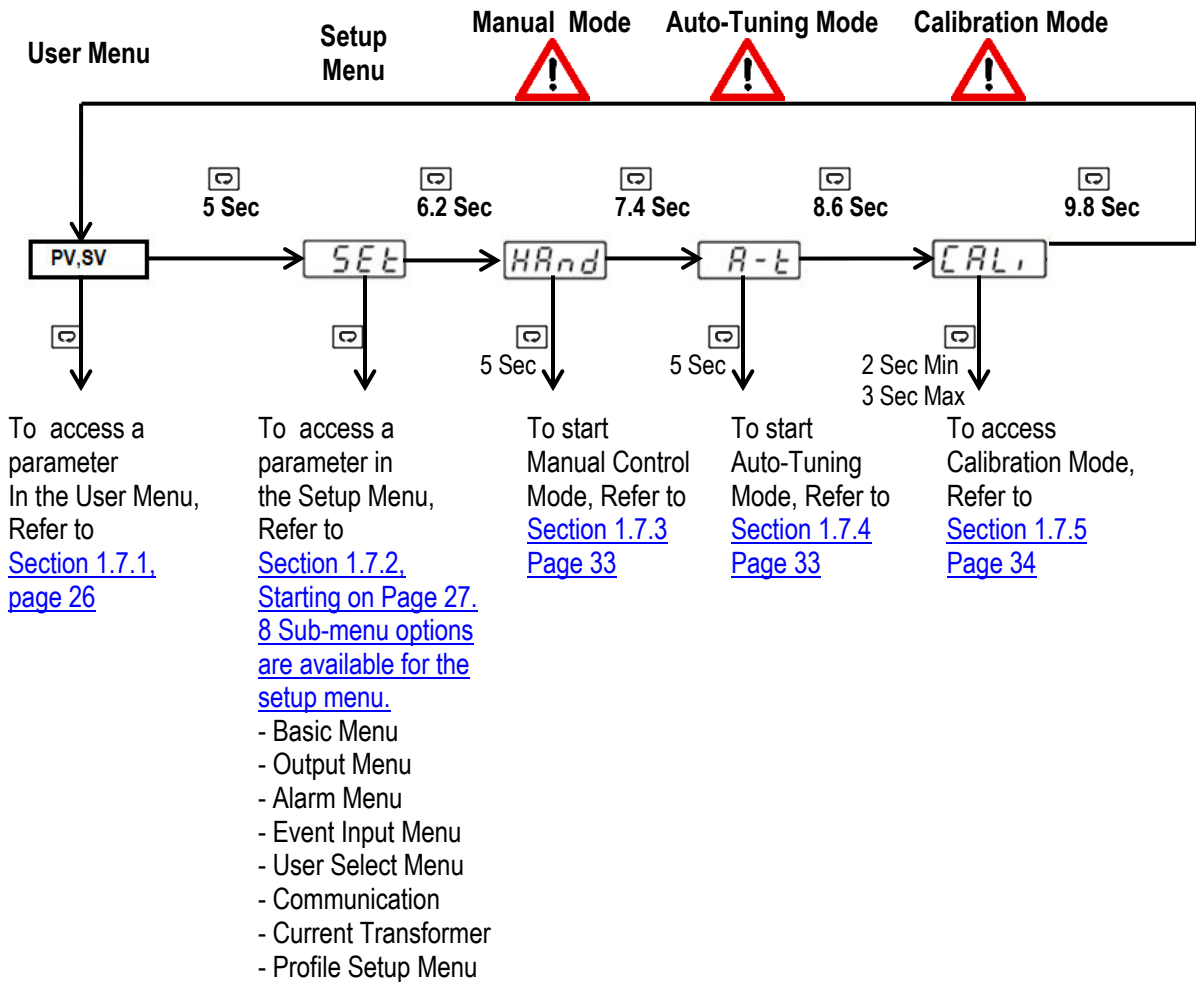 User Menu
Setup
Menu
Manual Mode
Auto-Tuning Mode
Calibration Mode
!
!
!
5 Sec
6.2 Sec
7.4 Sec
8.6 Sec
9.8 Sec
PV,SV
SEt
HAnd
A-t
CALi
5 Sec
5 Sec
2 Sec Min
3 Sec Max
To access a
parameter
In the User Menu,
Refer to
Section 1.7.1,
page 26
To access a
parameter in
the Setup Menu,
Refer to
Section 1.7.2,
Starting on Page 27.
8 Sub-menu options
are available for the
setup menu.
- Basic Menu
- Output Menu
- Alarm Menu
- Event Input Menu
- User Select Menu
- Communication
- Current Transformer
- Profile Setup Menu
To start
Manual Control
Mode, Refer to
Section 1.7.3
Page 33
To start
Auto-Tuning
Mode, Refer to
Section 1.7.4
Page 33
To access
Calibration Mode,
Refer to
Section 1.7.5
Page 34